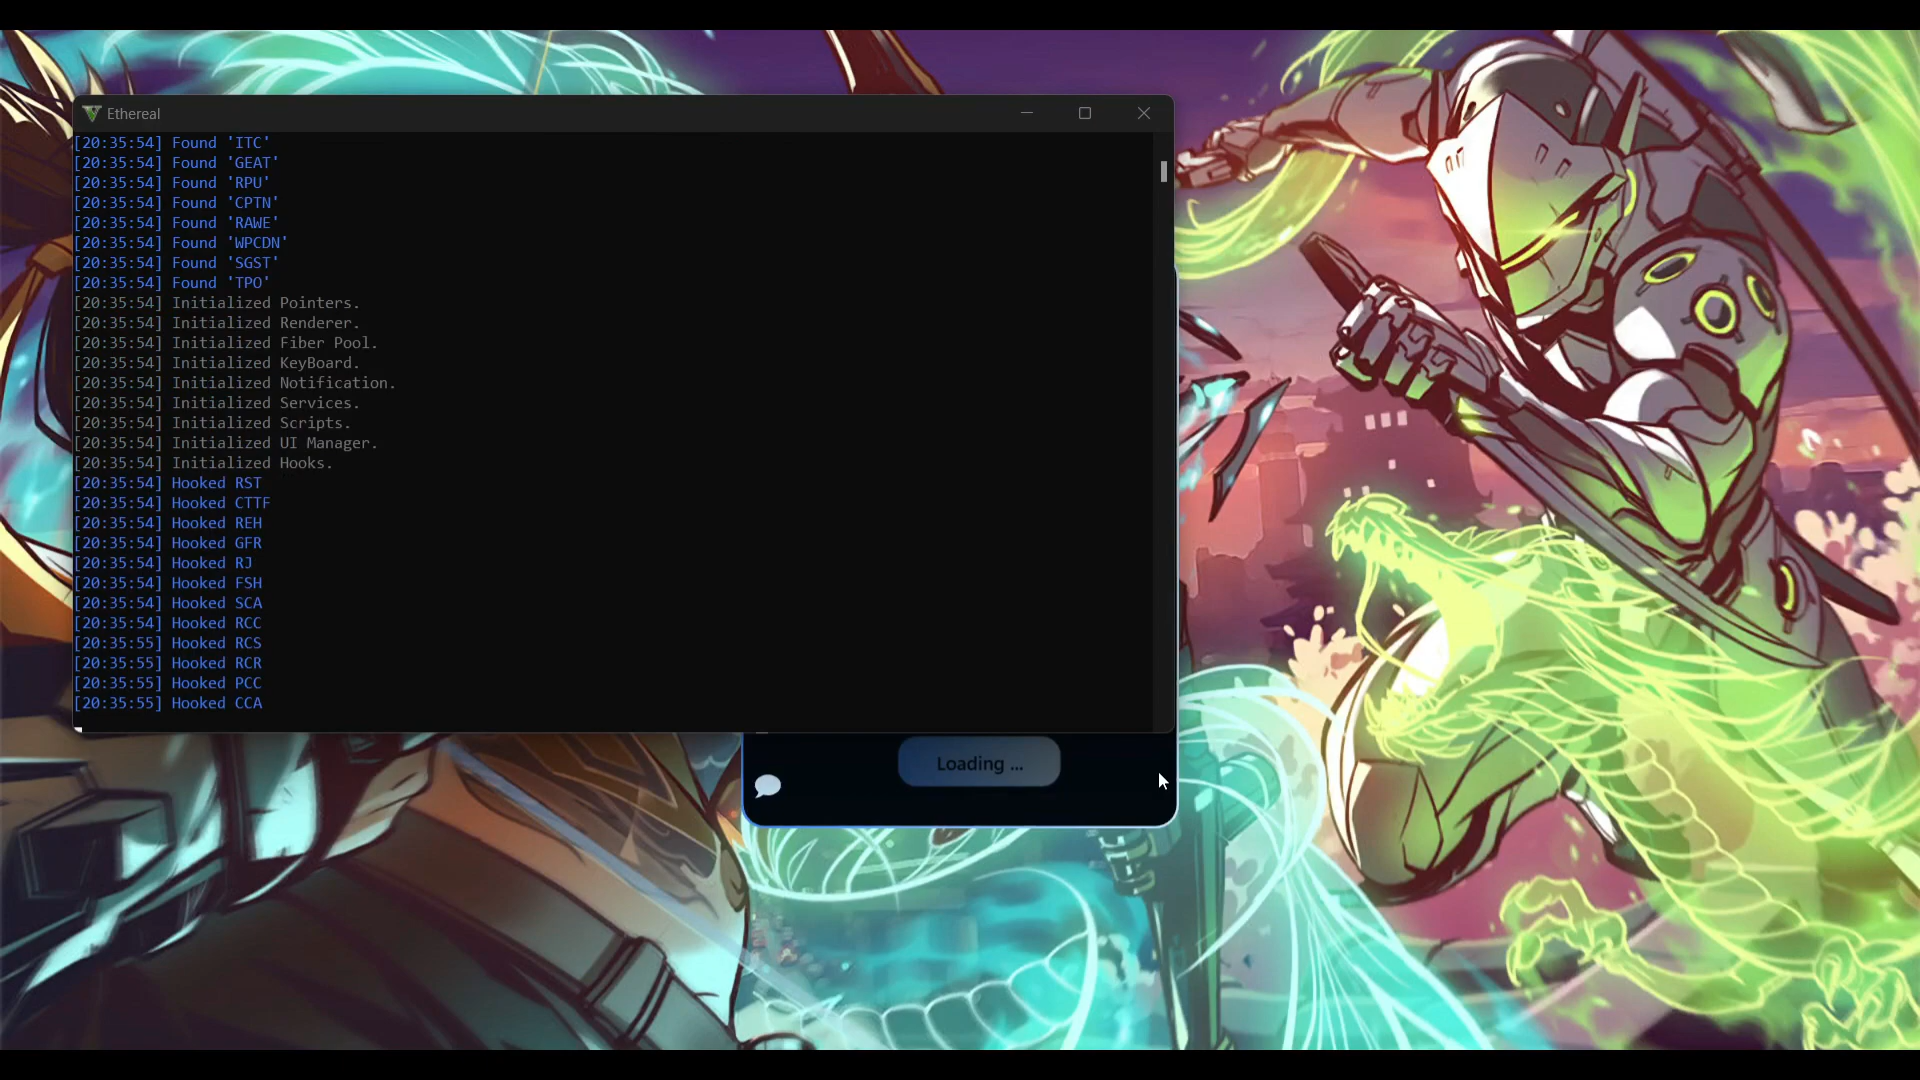 Ethereal
[20:35:54] Found 'ITC'
[20:35:54] Found 'GEAT'
[20:35:54] Found 'RPU'
[20:35:54] Found 'CPTN'
[20:35:54] Found 'RAWE'
[20:35:54] Found 'WPCDN'
[20:35:54] Found 'SGST'
[20:35:54] Found 'TPO'
[20:35:54] Initialized Pointers.
[20:35:54] Initialized Renderer.
[20:35:54] Initialized Fiber Pool.
[20:35:54] Initialized KeyBoard.
[20:35:54] Initialized Notification.
[20:35:54] Initialized Services.
[20:35:54] Initialized Scripts.
[20:35:54] Initialized UI Manager.
[20:35:54] Initialized Hooks.
[20:35:54] Hooked RST
[20:35:54] Hooked CTTF
[20:35:54] Hooked REH
[20:35:54] Hooked GFR
[20:35:54] Hooked RJ
[20:35:54] Hooked FSH
[20:35:54] Hooked SCA
[20:35:54] Hooked RCC
[20:35:55] Hooked RCS
[20:35:55] Hooked RCR
[20:35:55] Hooked PCC
[20:35:55] Hooked CCA
Loading ...